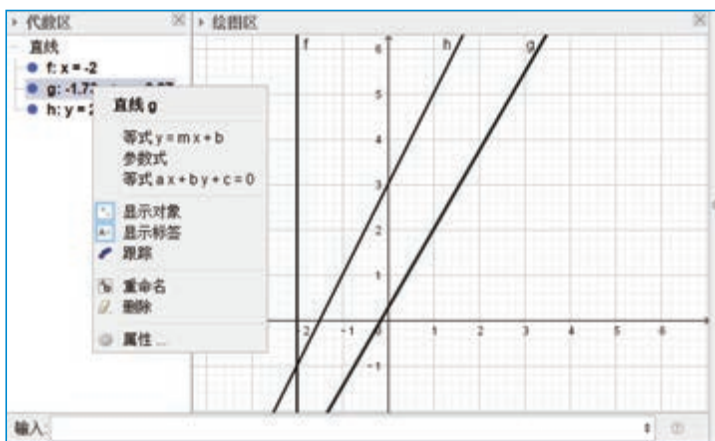 代数区
绘图区
直线
f: x = -2
g: -1.73
h: y = 2
直线 g
等式 y = m x + b
参数式
等式 a x + b y + c = 0
显示对象
显示标签
跟踪
重命名
删除
属性 ...
f
h
g
6
5
4
3
2
1
-2 -1 0 1 2 3 4 5 6
-1
输入: